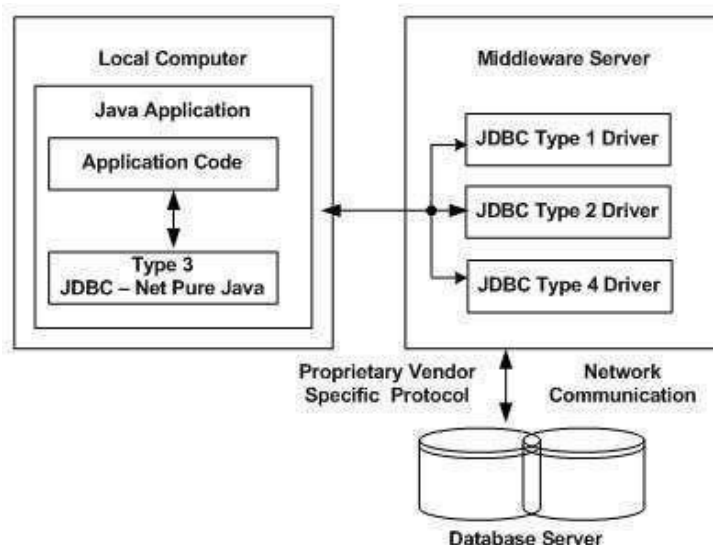 Local Computer
Java Application
Application Code
Type 3
JDBC – Net Pure Java
Middleware Server
JDBC Type 1 Driver
JDBC Type 2 Driver
JDBC Type 4 Driver
Proprietary Vendor
Specific Protocol
Network
Communication
Database Server